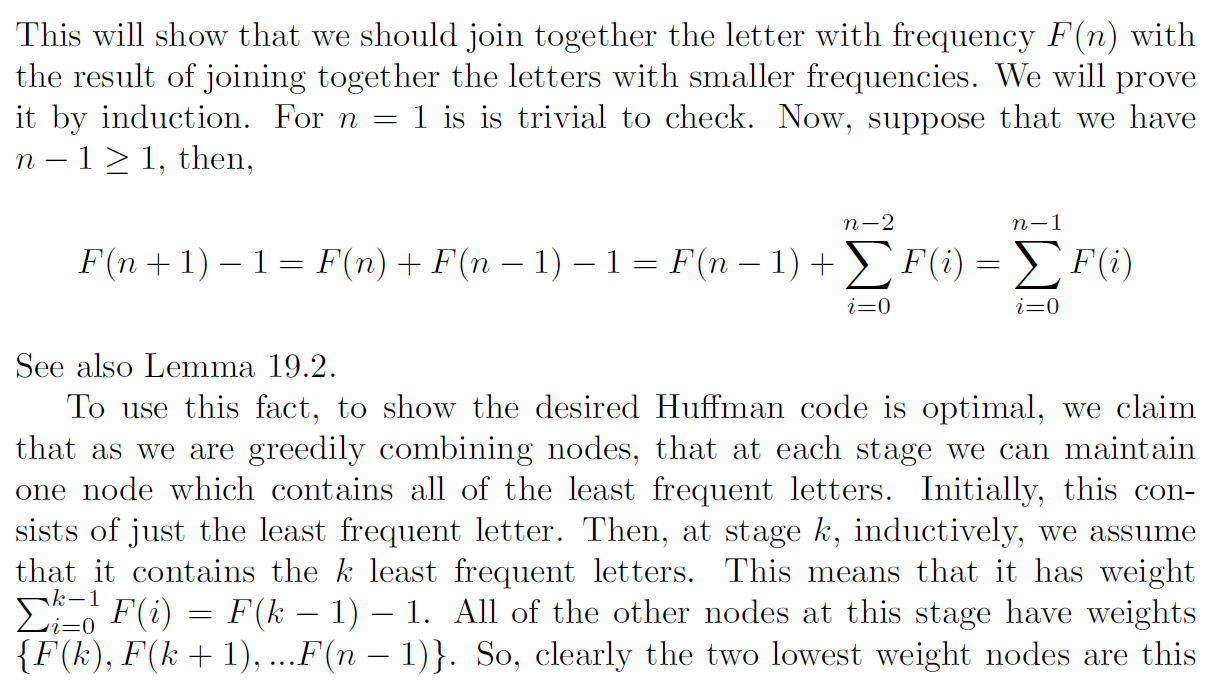 This will show that we should join together the letter with frequency F(n) with
the result of joining together the letters with smaller frequencies. We will prove
it by induction. For n = 1 is is trivial to check. Now, suppose that we have
n − 1 ≥ 1, then,
F(n + 1) − 1 = F(n) + F(n − 1) − 1 = F(n − 1) + ∑_{i=0}^{n−2} F(i) = ∑_{i=0}^{n−1} F(i)
See also Lemma 19.2.
To use this fact, to show the desired Huffman code is optimal, we claim
that as we are greedily combining nodes, that at each stage we can maintain
one node which contains all of the least frequent letters. Initially, this con-
sists of just the least frequent letter. Then, at stage k, inductively, we assume
that it contains the k least frequent letters. This means that it has weight
∑_{i=0}^{k−1} F(i) = F(k − 1) − 1. All of the other nodes at this stage have weights
{F(k), F(k + 1), ...F(n − 1)}. So, clearly the two lowest weight nodes are this